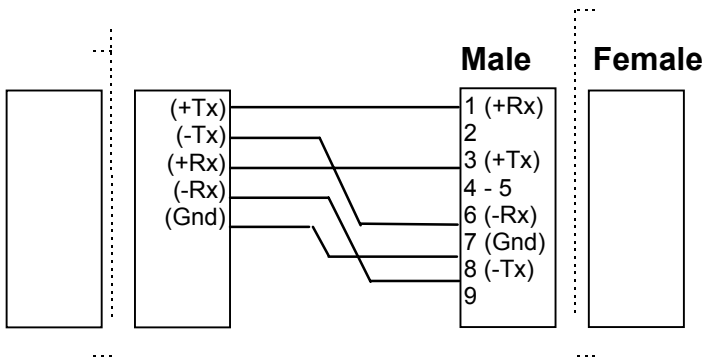 Male Female
(+Tx)
(-Tx)
(+Rx)
(-Rx)
(Gnd)
1 (+Rx)
2
3 (+Tx)
4 - 5
6 (-Rx)
7 (Gnd)
8 (-Tx)
9